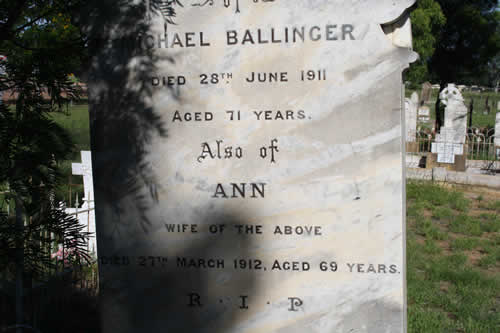 MICHAEL BALLINGER
DIED 28TH JUNE 1911
AGED 71 YEARS.
Also of
ANN
WIFE OF THE ABOVE
DIED 27TH MARCH 1912, AGED 69 YEARS.
R · I · P